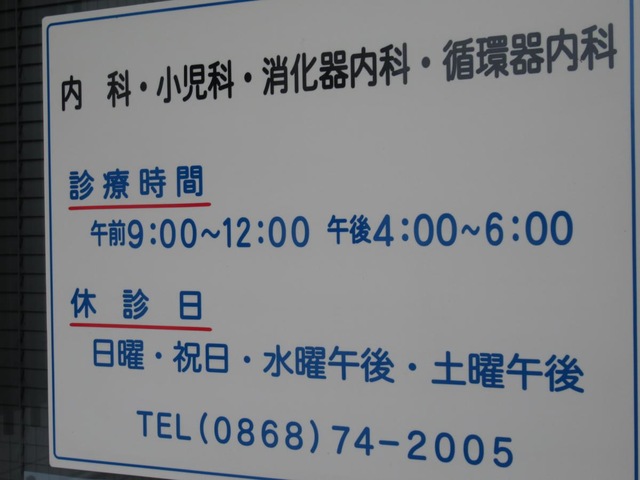 内　科・小児科・消化器内科・循環器内科
診療時間
午前9:00～12:00　午後4:00～6:00
休　診　日
日曜・祝日・水曜午後・土曜午後
TEL(0868)74-2005